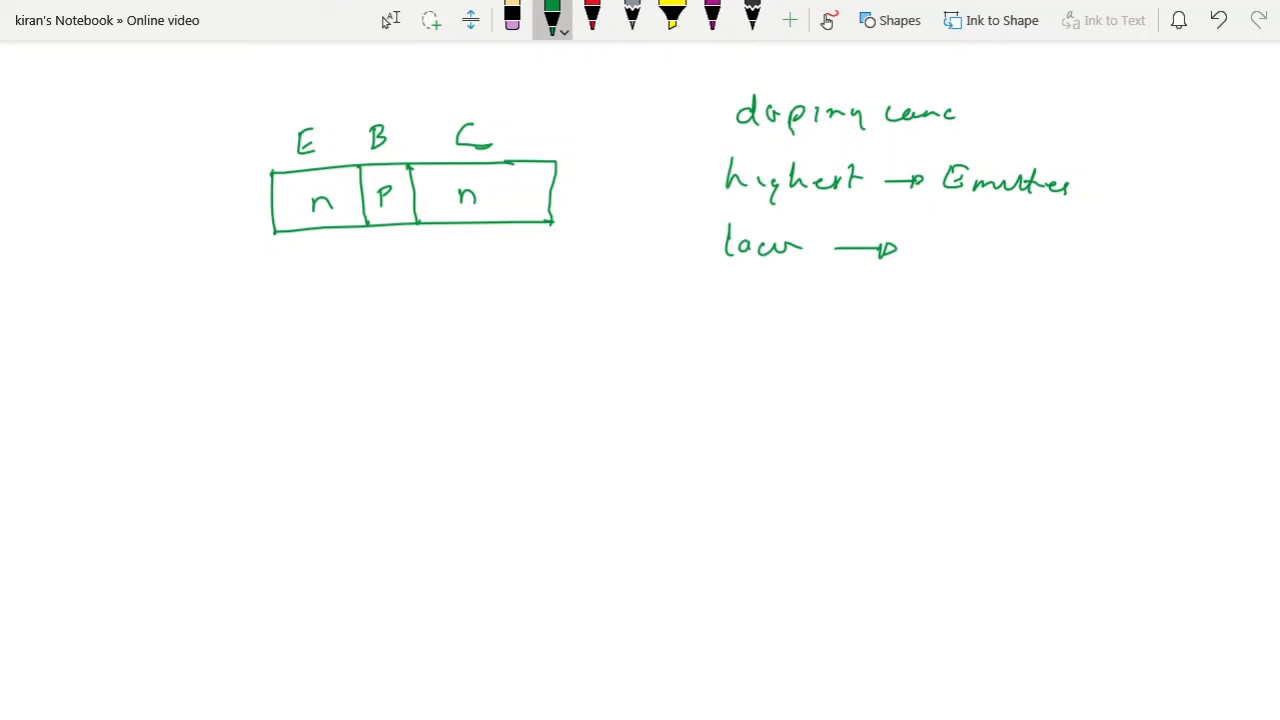 kiran's Notebook » Online video
Shapes
Ink to Shape
Ink to Text
E B C
n p n
doping conc
highest → Emitter
low →